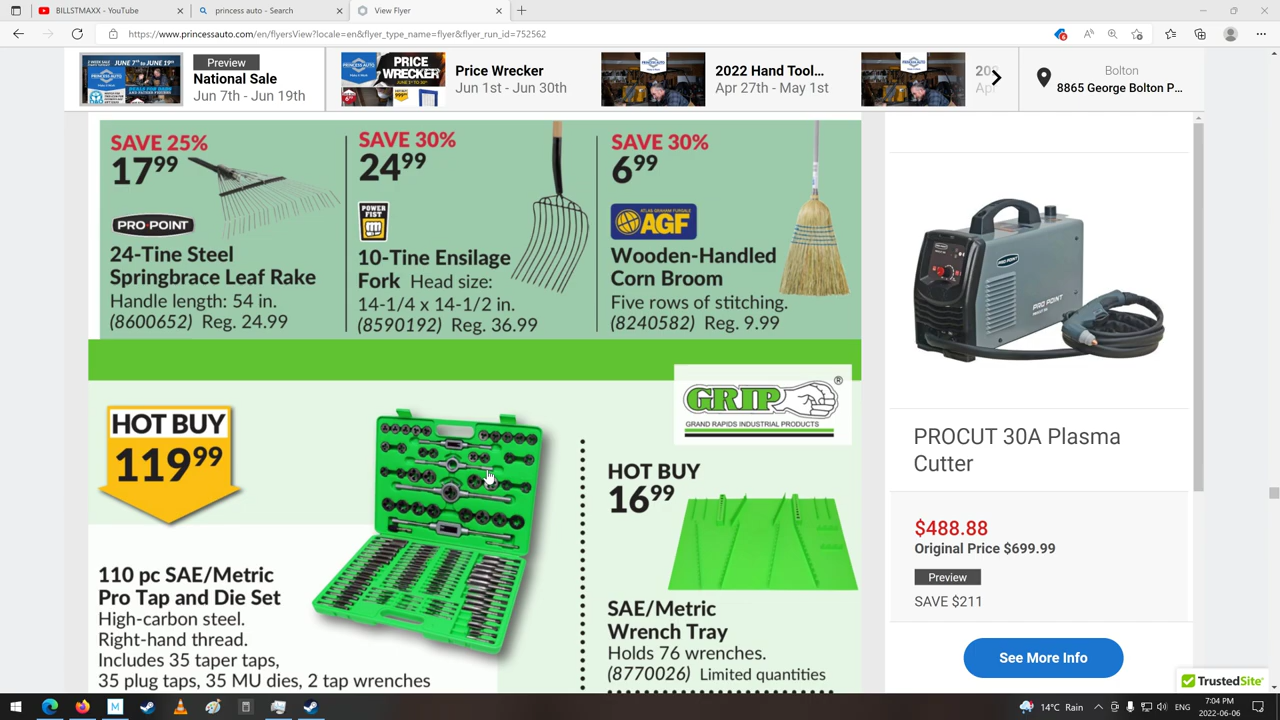 BILLSTMAXX - YouTube
princess auto - Search
View Flyer
https://www.princessauto.com/en/flyersView?locale=en&flyer_type_name=flyer&flyer_run_id=752562
Preview
National Sale
Jun 7th - Jun 19th
PRICE WRECKER
Price Wrecker
Jun 1st - Jun 30th
2022 Hand Tool...
Apr 27th - May 1st
Bolton
8865 George Bolton P...
SAVE 25%
17 99
PRO POINT
24-Tine Steel
Springbrace Leaf Rake
Handle length: 54 in.
(8600652) Reg. 24.99
SAVE 30%
24 99
POWER FIST
10-Tine Ensilage
Fork Head size:
14-1/4 x 14-1/2 in.
(8590192) Reg. 36.99
SAVE 30%
6 99
AGF
Wooden-Handled
Corn Broom
Five rows of stitching.
(8240582) Reg. 9.99
HOT BUY
119 99
110 pc SAE/Metric
Pro Tap and Die Set
High-carbon steel.
Right-hand thread.
Includes 35 taper taps,
35 plug taps, 35 MU dies, 2 tap wrenches
GRIP®
GRAND RAPIDS INDUSTRIAL PRODUCTS
HOT BUY
16 99
SAE/Metric
Wrench Tray
Holds 76 wrenches.
(8770026) Limited quantities
PRO POINT
PROCUT 30A Plasma
Cutter
$488.88
Original Price $699.99
Preview
SAVE $211
See More Info
TrustedSite
14°C Rain
ENG
7:04 PM
2022-06-06